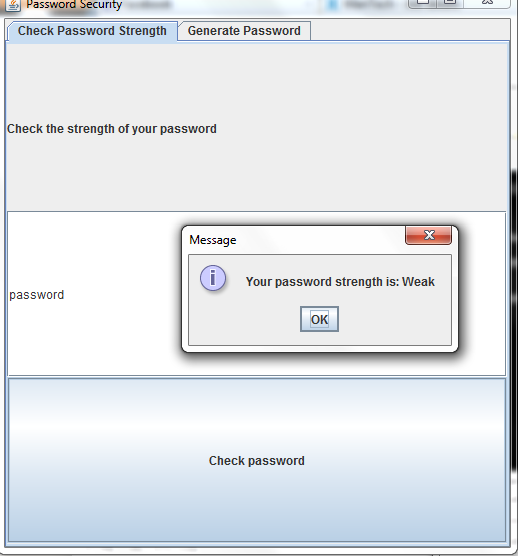 Password Security
Check Password Strength
Generate Password
Check the strength of your password
Message
Your password strength is: Weak
OK
password
Check password